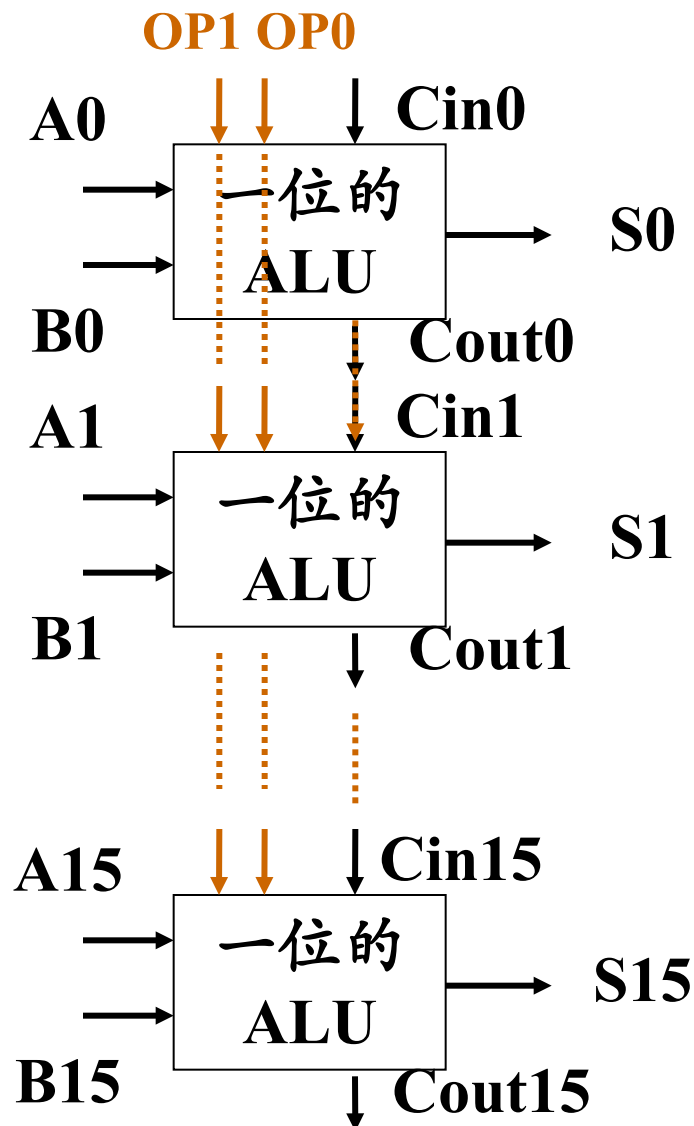 OP1 OP0
A0
Cin0
一位的
ALU
S0
B0
Cout0
A1
Cin1
一位的
ALU
S1
B1
Cout1
A15
Cin15
一位的
ALU
S15
B15
Cout15